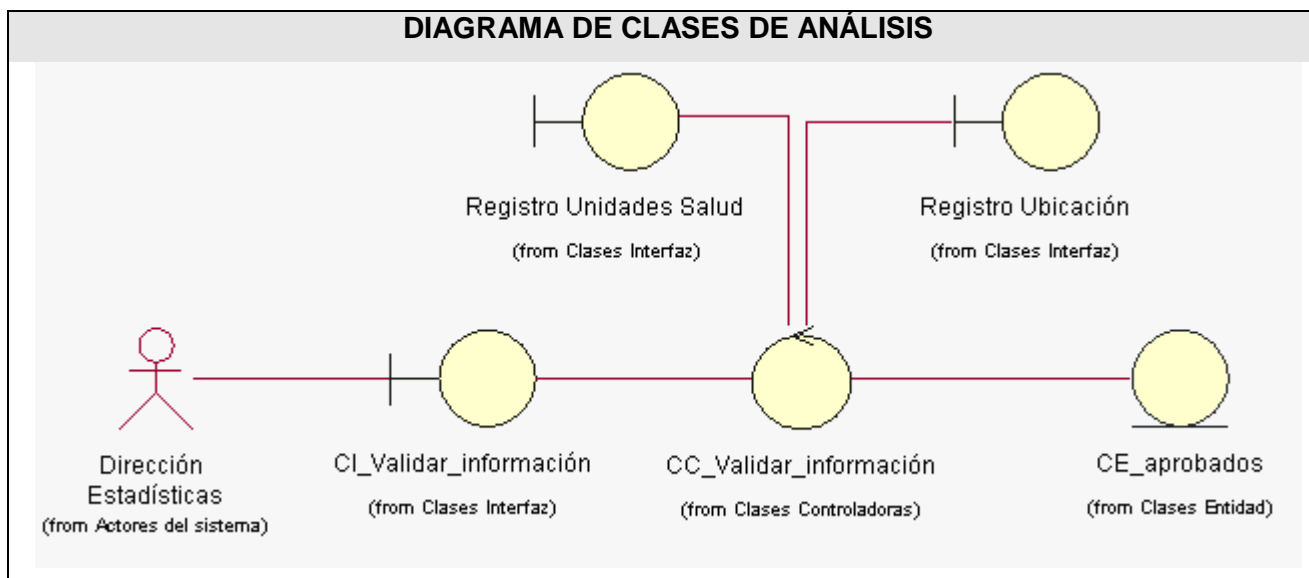 DIAGRAMA DE CLASES DE ANÁLISIS
Registro Unidades Salud
(from Clases Interfaz)
Registro Ubicación
(from Clases Interfaz)
Dirección
Estadísticas
(from Actores del sistema)
CI_Validar_información
(from Clases Interfaz)
CC_Validar_información
(from Clases Controladoras)
CE_aprobados
(from Clases Entidad)